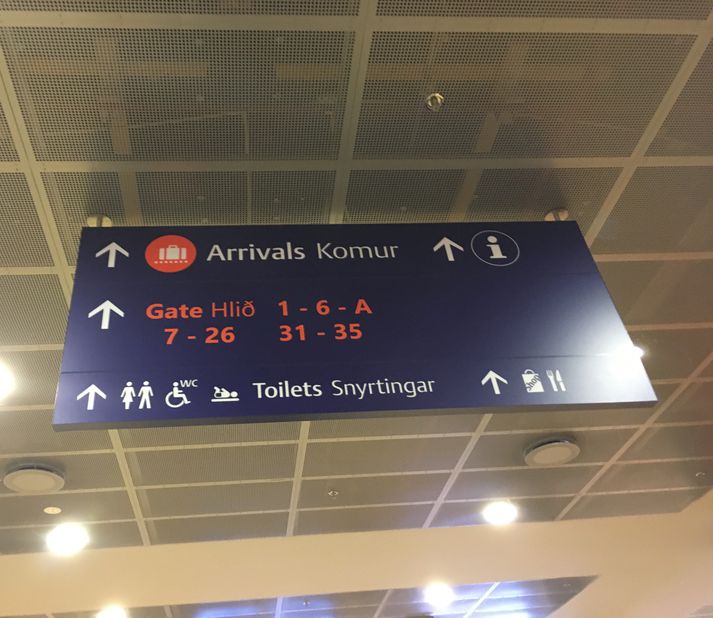 Arrivals Komur
Gate Hlið 1 - 6 - A
7 - 26 31 - 35
WC
Toilets Snyrtingar